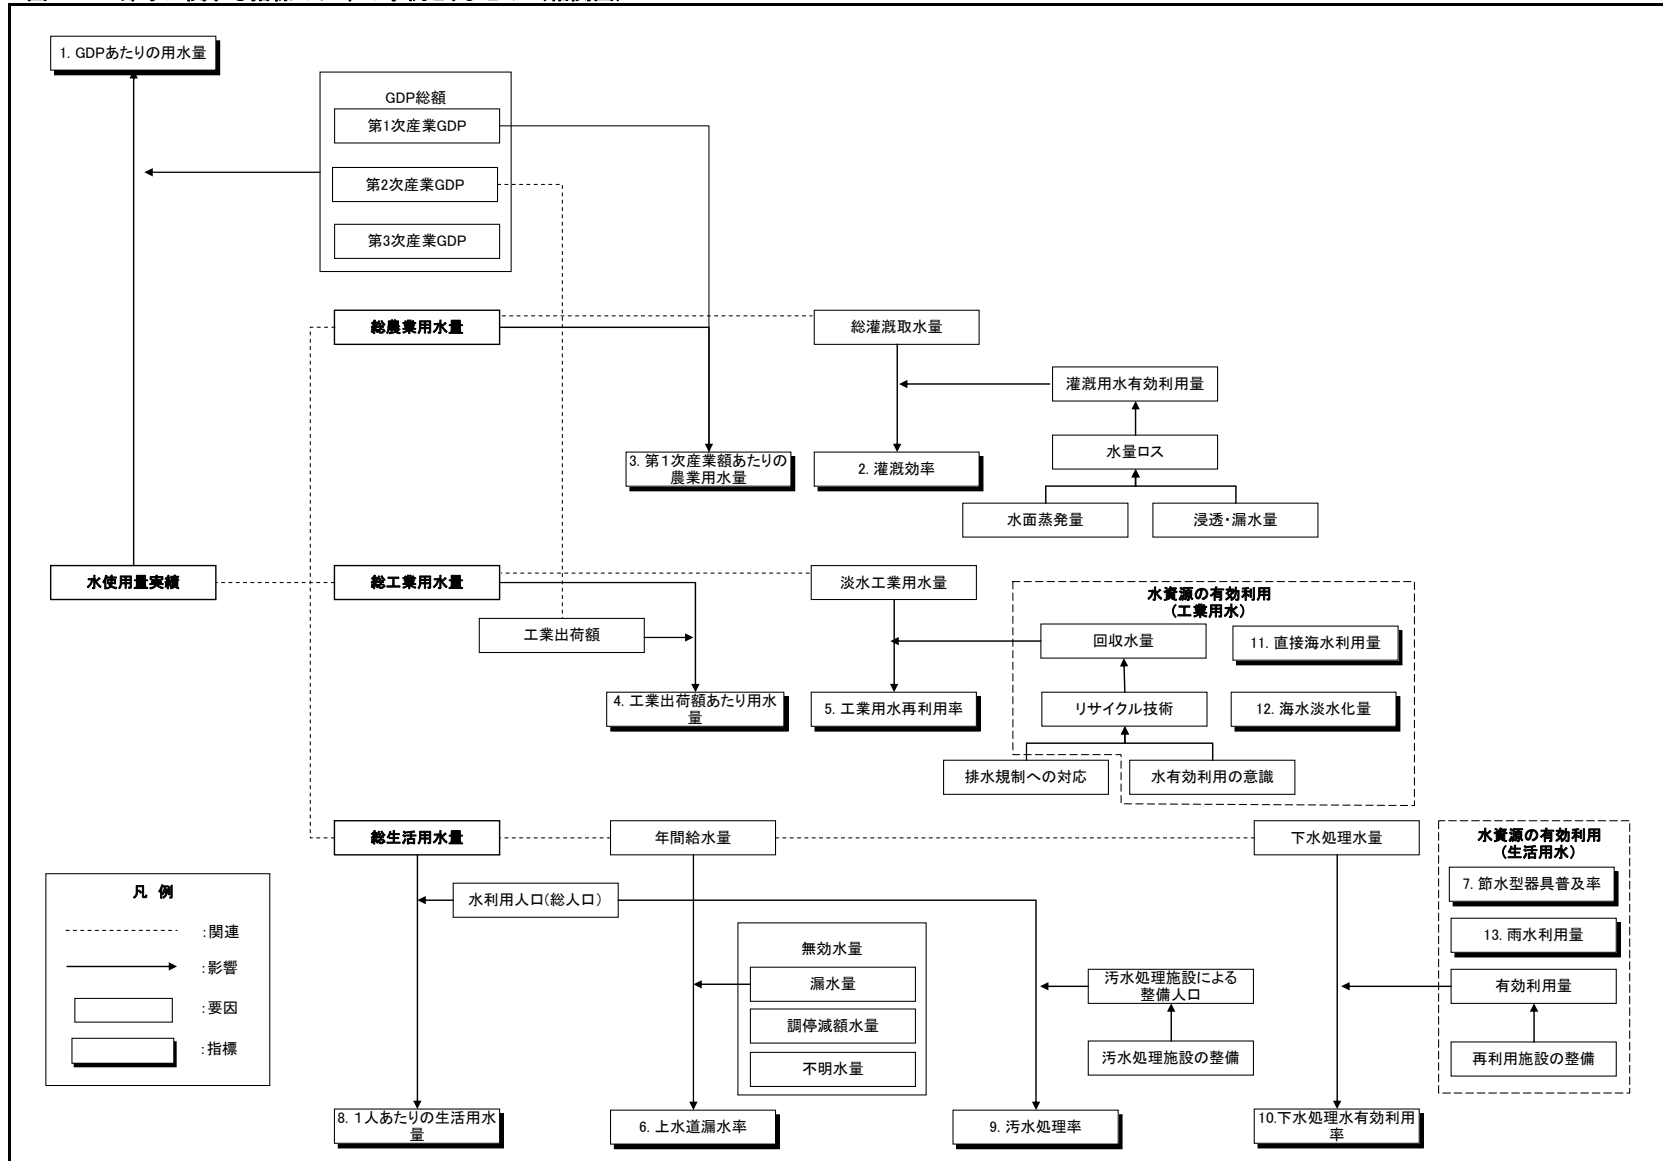 1. GDPあたりの用水量
GDP総額
第1次産業GDP
第2次産業GDP
第3次産業GDP
総農業用水量
総灌漑取水量
灌漑用水有効利用量
水量ロス
3. 第１次産業額あたりの
農業用水量
2. 灌漑効率
水面蒸発量
浸透・漏水量
水使用量実績
総工業用水量
淡水工業用水量
水資源の有効利用
(工業用水)
工業出荷額
回収水量
11. 直接海水利用量
4. 工業出荷額あたり用水
量
5. 工業用水再利用率
リサイクル技術
12. 海水淡水化量
排水規制への対応
水有効利用の意識
総生活用水量
年間給水量
下水処理水量
水資源の有効利用
(生活用水)
7. 節水型器具普及率
凡 例
:関連
:影響
:要因
:指標
水利用人口(総人口)
13. 雨水利用量
無効水量
漏水量
調停減額水量
不明水量
汚水処理施設による
整備人口
有効利用量
汚水処理施設の整備
再利用施設の整備
8. １人あたりの生活用水
量
6. 上水道漏水率
9. 汚水処理率
10.下水処理水有効利用
率